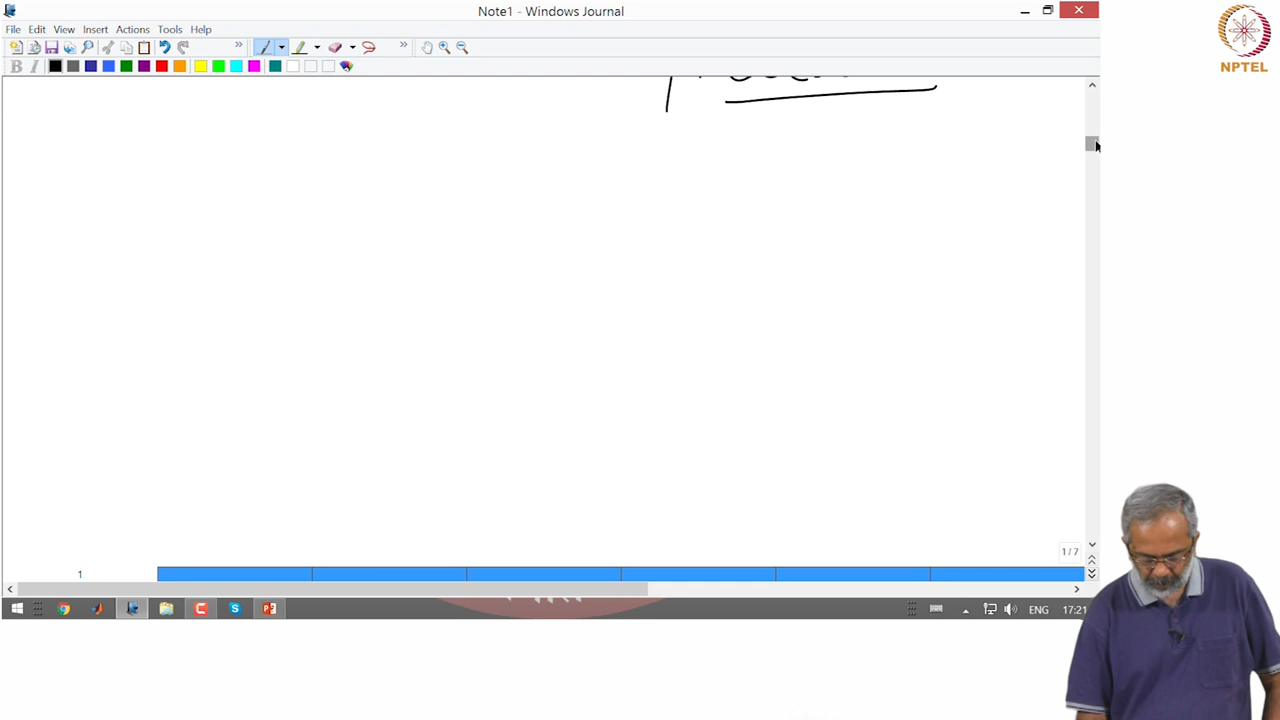 Note1 - Windows Journal
NPTEL
File Edit View Insert Actions Tools Help
B I
1 / 7
1
ENG 17:21